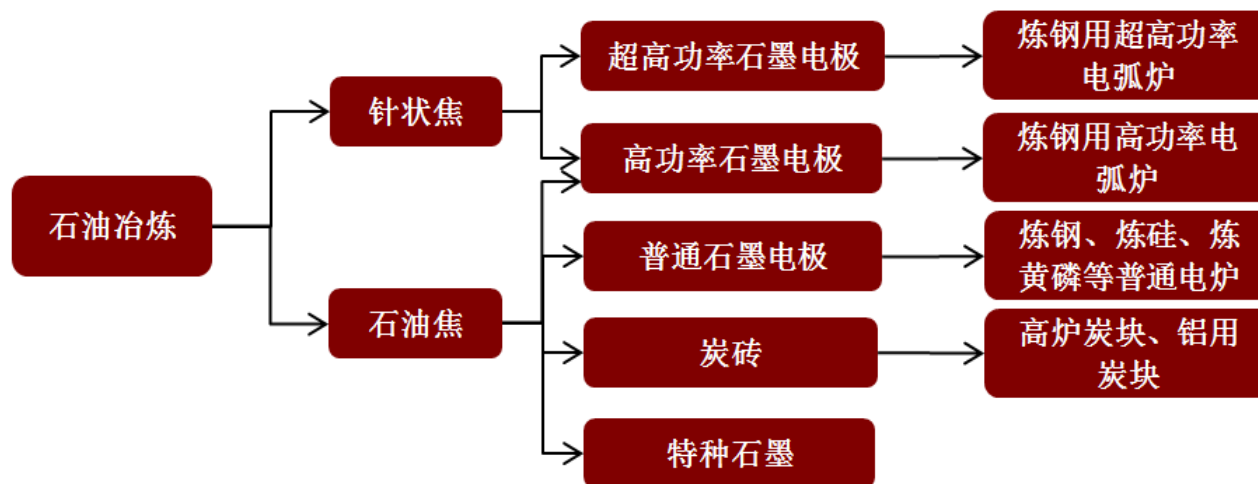 石油冶炼
针状焦
石油焦
超高功率石墨电极
高功率石墨电极
普通石墨电极
炭砖
特种石墨
炼钢用超高功率
电弧炉
炼钢用高功率电
弧炉
炼钢、炼硅、炼
黄磷等普通电炉
高炉炭块、铝用
炭块